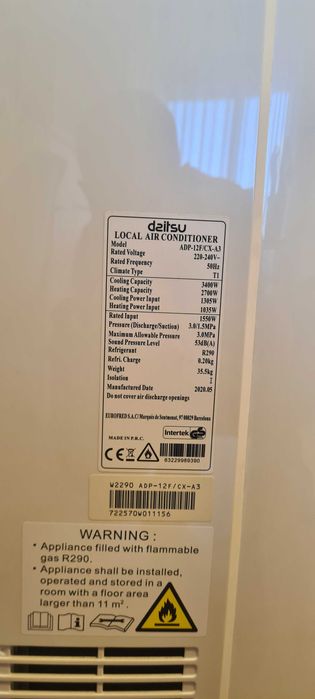 daitsu
LOCAL AIR CONDITIONER
Model ADP-12F/CX-A3
Rated Voltage 220-240V~
Rated Frequency 50Hz
Climate Type T1
Cooling Capacity 3400W
Heating Capacity 2700W
Cooling Power Input 1305W
Heating Power Input 1035W
Rated Input 1550W
Pressure (Discharge/Suction) 3.0/1.5MPa
Maximum Allowable Pressure 3.0MPa
Sound Pressure Level 53dB(A)
Refrigerant R290
Refri. Charge 0.20kg
Weight 35.5kg
Isolation I
Manufactured Date 2020.05
Do not cover air discharge openings
EUROFRED S.A.C/ Marqués de Sentmenat, 97 08029 Barcelona
MADE IN P.R.C.
Intertek GS
CE
63229989390
W2290 ADP-12F/CX-A3
722570W011156
WARNING :
• Appliance filled with flammable
gas R290.
• Appliance shall be installed,
operated and stored in a
room with a floor area
larger than 11 m².